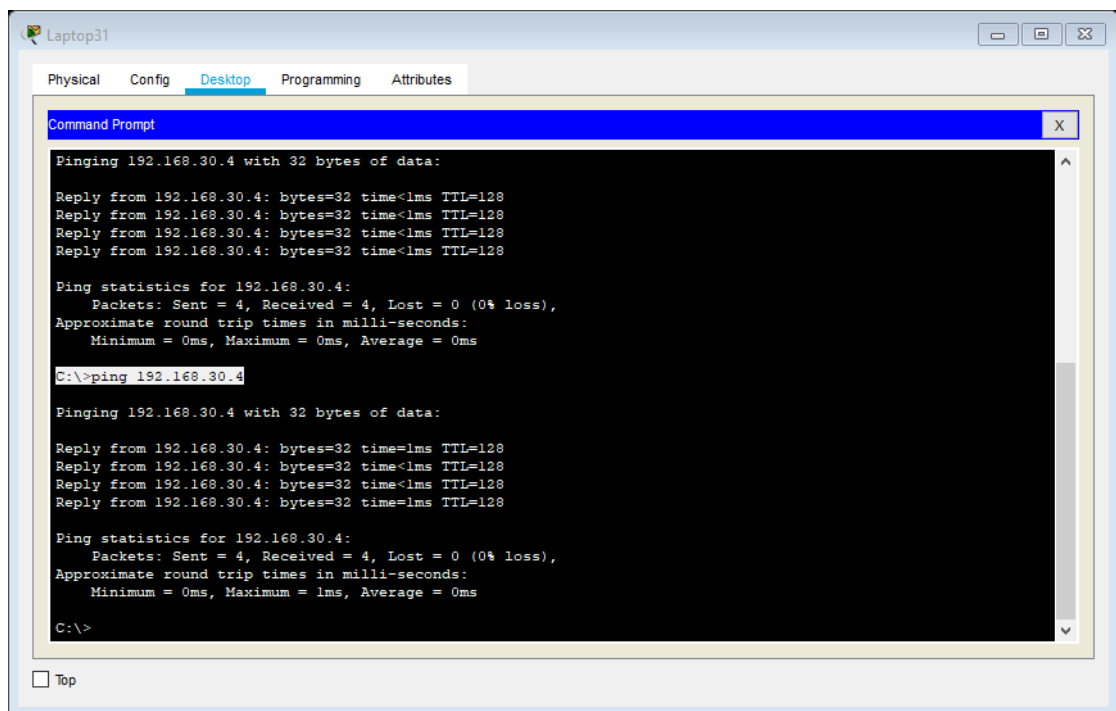 Laptop31
Physical Config Desktop Programming Attributes
Command Prompt X
Pinging 192.168.30.4 with 32 bytes of data:
Reply from 192.168.30.4: bytes=32 time<1ms TTL=128
Reply from 192.168.30.4: bytes=32 time<1ms TTL=128
Reply from 192.168.30.4: bytes=32 time<1ms TTL=128
Reply from 192.168.30.4: bytes=32 time<1ms TTL=128
Ping statistics for 192.168.30.4:
Packets: Sent = 4, Received = 4, Lost = 0 (0% loss),
Approximate round trip times in milli-seconds:
Minimum = 0ms, Maximum = 0ms, Average = 0ms
C:\>ping 192.168.30.4
Pinging 192.168.30.4 with 32 bytes of data:
Reply from 192.168.30.4: bytes=32 time=1ms TTL=128
Reply from 192.168.30.4: bytes=32 time<1ms TTL=128
Reply from 192.168.30.4: bytes=32 time<1ms TTL=128
Reply from 192.168.30.4: bytes=32 time=1ms TTL=128
Ping statistics for 192.168.30.4:
Packets: Sent = 4, Received = 4, Lost = 0 (0% loss),
Approximate round trip times in milli-seconds:
Minimum = 0ms, Maximum = 1ms, Average = 0ms
C:\>
Top